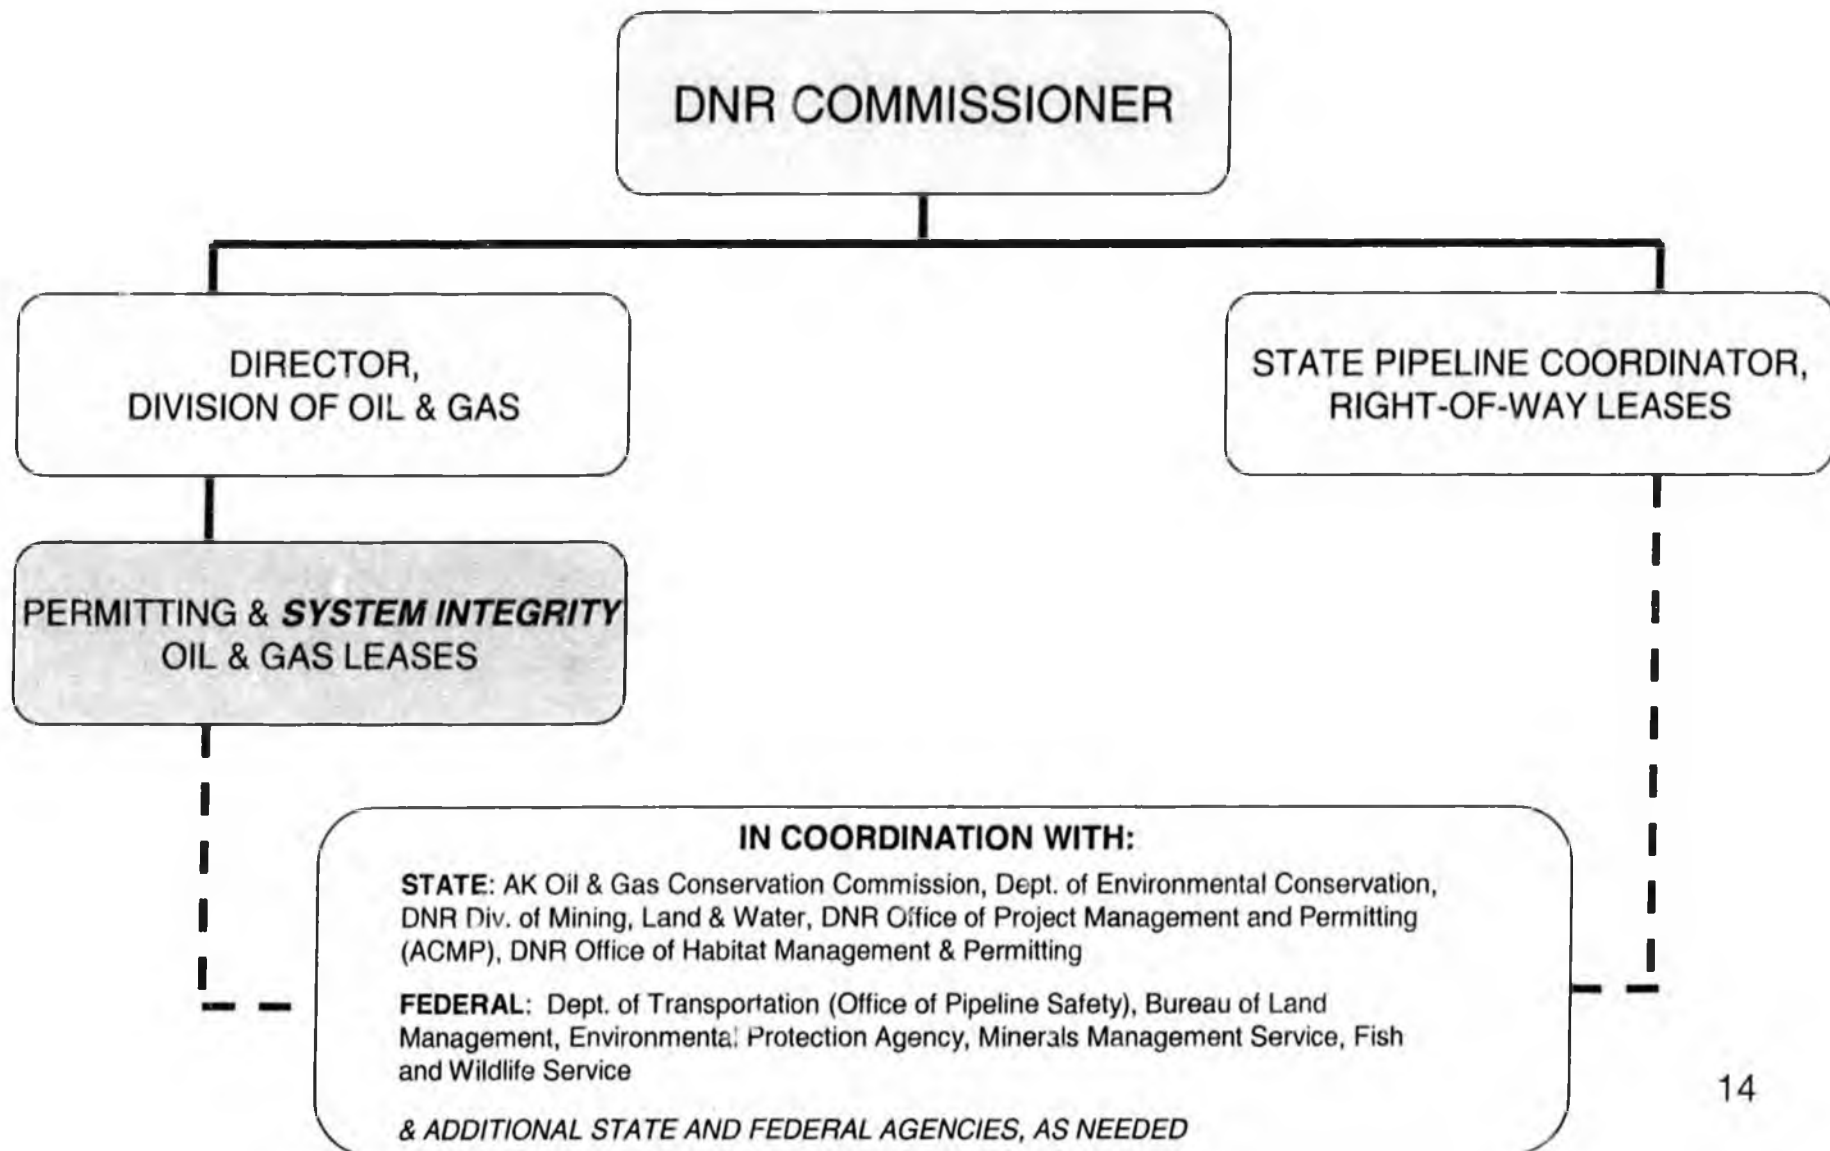 DNR COMMISSIONER
DIRECTOR,
DIVISION OF OIL & GAS
STATE PIPELINE COORDINATOR,
RIGHT-OF-WAY LEASES
PERMITTING & SYSTEM INTEGRITY
OIL & GAS LEASES
IN COORDINATION WITH:
STATE: AK Oil & Gas Conservation Commission, Dept. of Environmental Conservation,
DNR Div. of Mining, Land & Water, DNR Office of Project Management and Permitting
(ACMP), DNR Office of Habitat Management & Permitting
FEDERAL: Dept. of Transportation (Office of Pipeline Safety), Bureau of Land
Management, Environmental Protection Agency, Minerals Management Service, Fish
and Wildlife Service
& ADDITIONAL STATE AND FEDERAL AGENCIES, AS NEEDED
14